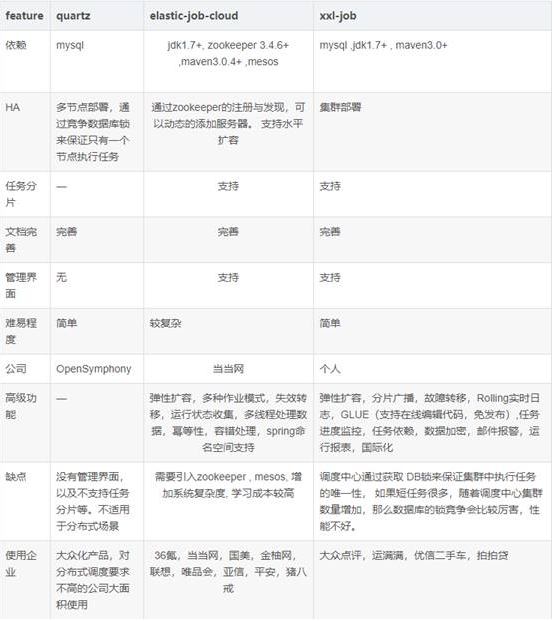 feature quartz elastic-job-cloud xxl-job
依赖 mysql jdk1.7+, zookeeper 3.4.6+ mysql ,jdk1.7+ , maven3.0+
,maven3.0.4+ ,mesos
HA 多节点部署，通 通过zookeeper的注册与发现，可 集群部署
过竞争数据库锁 以动态的添加服务器。 支持水平
来保证只有一个 扩容
节点执行任务
任务分 — 支持 支持
片
文档完 完善 完善 完善
善
管理界 无 支持 支持
面
难易程 简单 较复杂 简单
度
公司 OpenSymphony 当当网 个人
高级功 — 弹性扩容，多种作业模式，失效转 弹性扩容，分片广播，故障转移，Rolling实时日
能 移，运行状态收集，多线程处理数 志，GLUE（支持在线编辑代码，免发布）,任务
据，幂等性，容错处理，spring命 进度监控，任务依赖，数据加密，邮件报警，运
名空间支持 行报表，国际化
缺点 没有管理界面， 需要引入zookeeper , mesos, 增 调度中心通过获取 DB锁来保证集群中执行任务
以及不支持任务 加系统复杂度, 学习成本较高 的唯一性， 如果短任务很多，随着调度中心集群
分片等。不适用 数量增加，那么数据库的锁竞争会比较厉害，性
于分布式场景 能不好。
使用企 大众化产品，对 36氪，当当网，国美，金柚网， 大众点评，运满满，优信二手车，拍拍贷
业 分布式调度要求 联想，唯品会，亚信，平安，猪八
不高的公司大面 戒
积使用